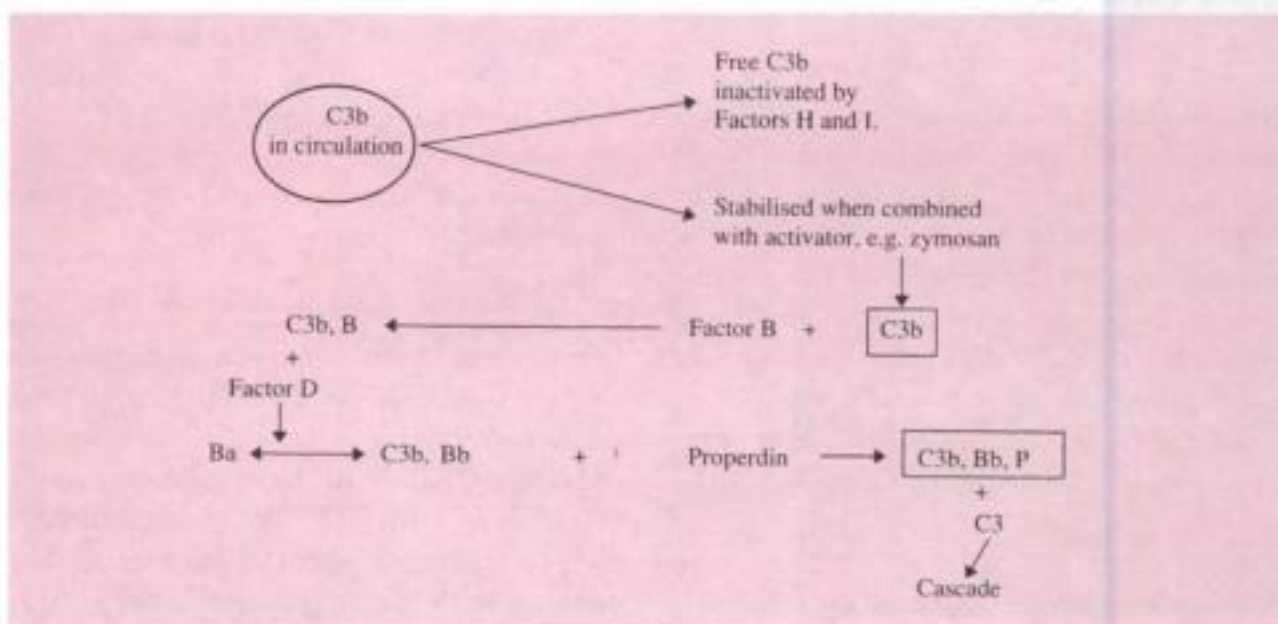 Free C3b
inactivated by
Factors H and I.
C3b
in circulation
Stabilised when combined
with activator, e.g. zymosan
C3b, B
Factor B +
C3b
+
Factor D
Ba
C3b, Bb
+
Properdin
C3b, Bb, P
+
C3
Cascade